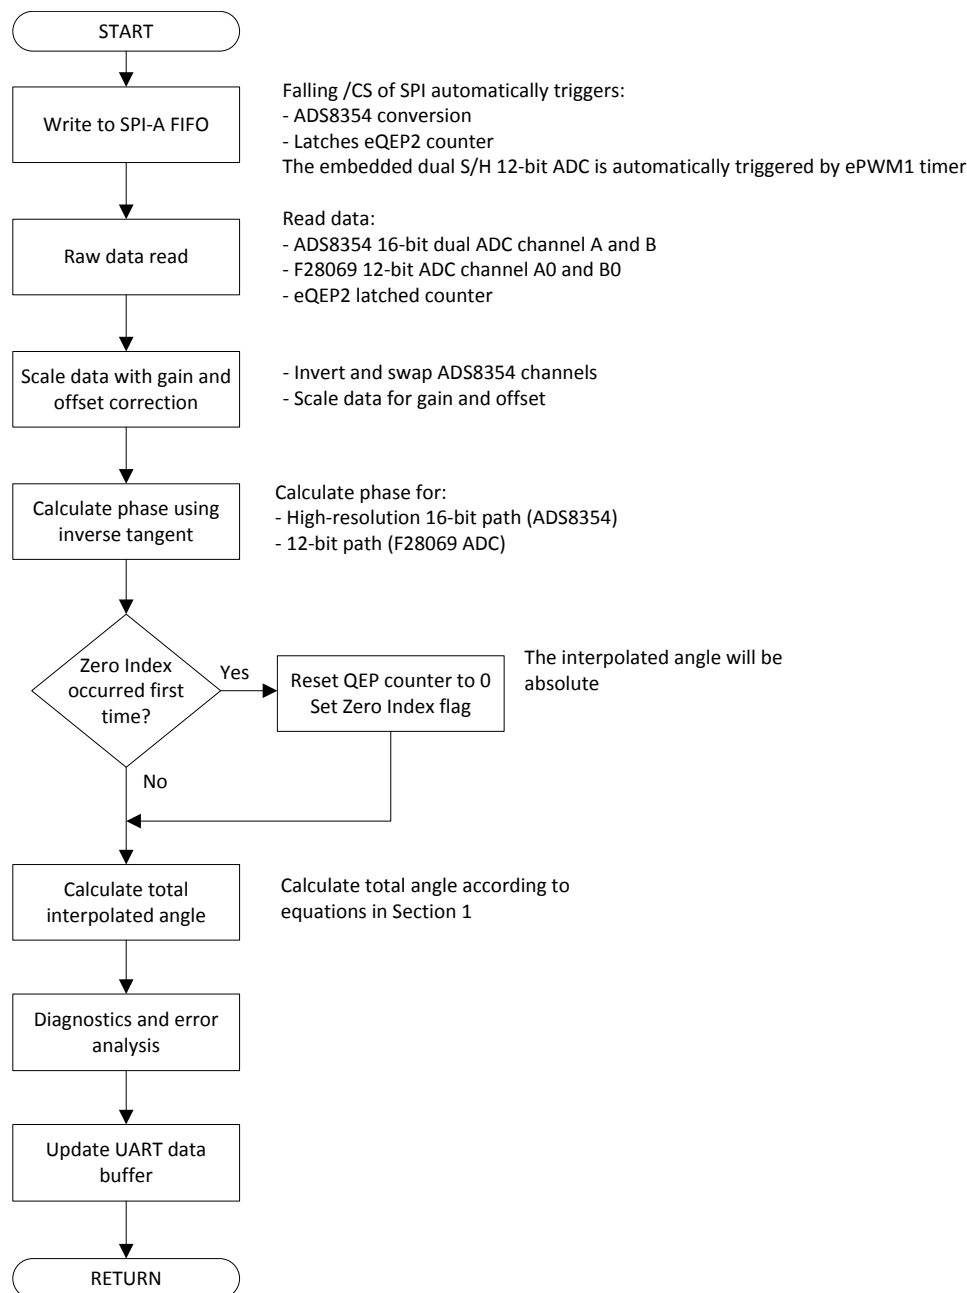 START
Write to SPI-A FIFO
Falling /CS of SPI automatically triggers:
- ADS8354 conversion
- Latches eQEP2 counter
The embedded dual S/H 12-bit ADC is automatically triggered by ePWM1 timer
Raw data read
Read data:
- ADS8354 16-bit dual ADC channel A and B
- F28069 12-bit ADC channel A0 and B0
- eQEP2 latched counter
Scale data with gain and
offset correction
- Invert and swap ADS8354 channels
- Scale data for gain and offset
Calculate phase using
inverse tangent
Calculate phase for:
- High-resolution 16-bit path (ADS8354)
- 12-bit path (F28069 ADC)
Zero Index
occurred first
time?
Yes
Reset QEP counter to 0
Set Zero Index flag
The interpolated angle will be
absolute
No
Calculate total
interpolated angle
Calculate total angle according to
equations in Section 1
Diagnostics and error
analysis
Update UART data
buffer
RETURN